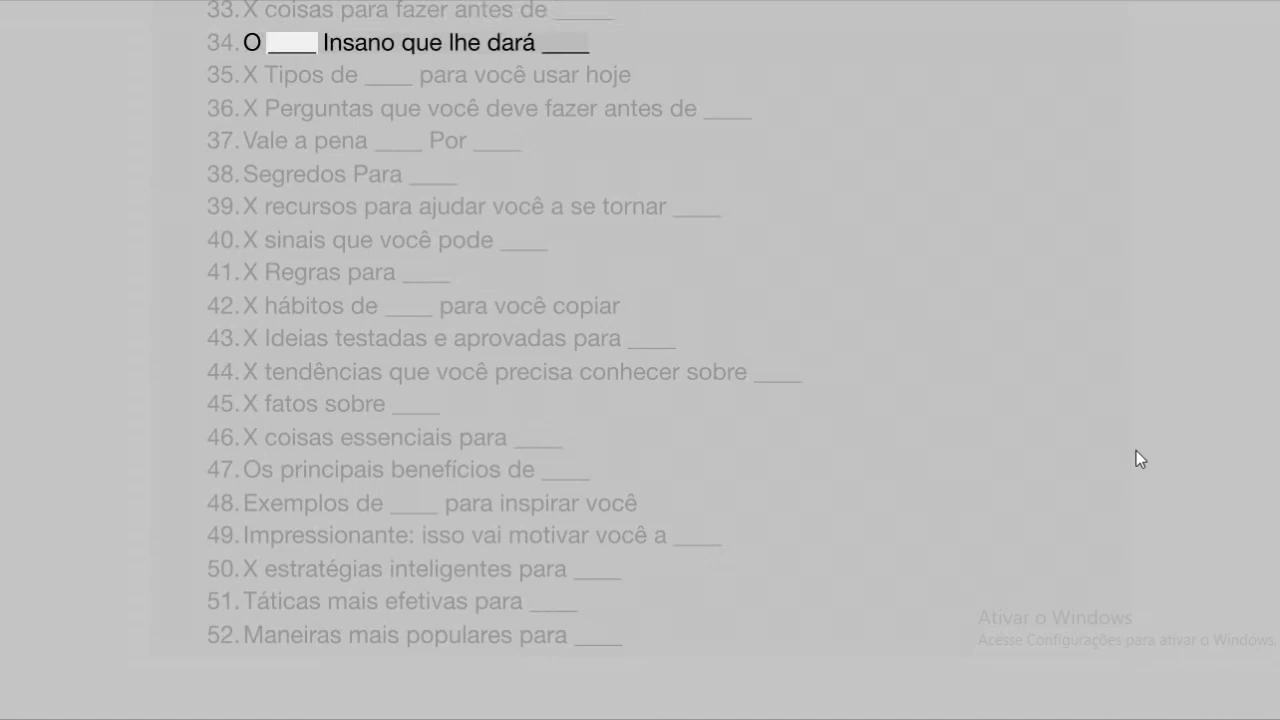 33. X coisas para fazer antes de _____
34. O ____ Insano que lhe dará ____
35. X Tipos de ____ para você usar hoje
36. X Perguntas que você deve fazer antes de ____
37. Vale a pena ____ Por ____
38. Segredos Para ____
39. X recursos para ajudar você a se tornar ____
40. X sinais que você pode ____
41. X Regras para ____
42. X hábitos de ____ para você copiar
43. X Ideias testadas e aprovadas para ____
44. X tendências que você precisa conhecer sobre ____
45. X fatos sobre ____
46. X coisas essenciais para ____
47. Os principais benefícios de ____
48. Exemplos de ____ para inspirar você
49. Impressionante: isso vai motivar você a ____
50. X estratégias inteligentes para ____
51. Táticas mais efetivas para ____
52. Maneiras mais populares para ____
Ativar o Windows
Acesse Configurações para ativar o Windows.